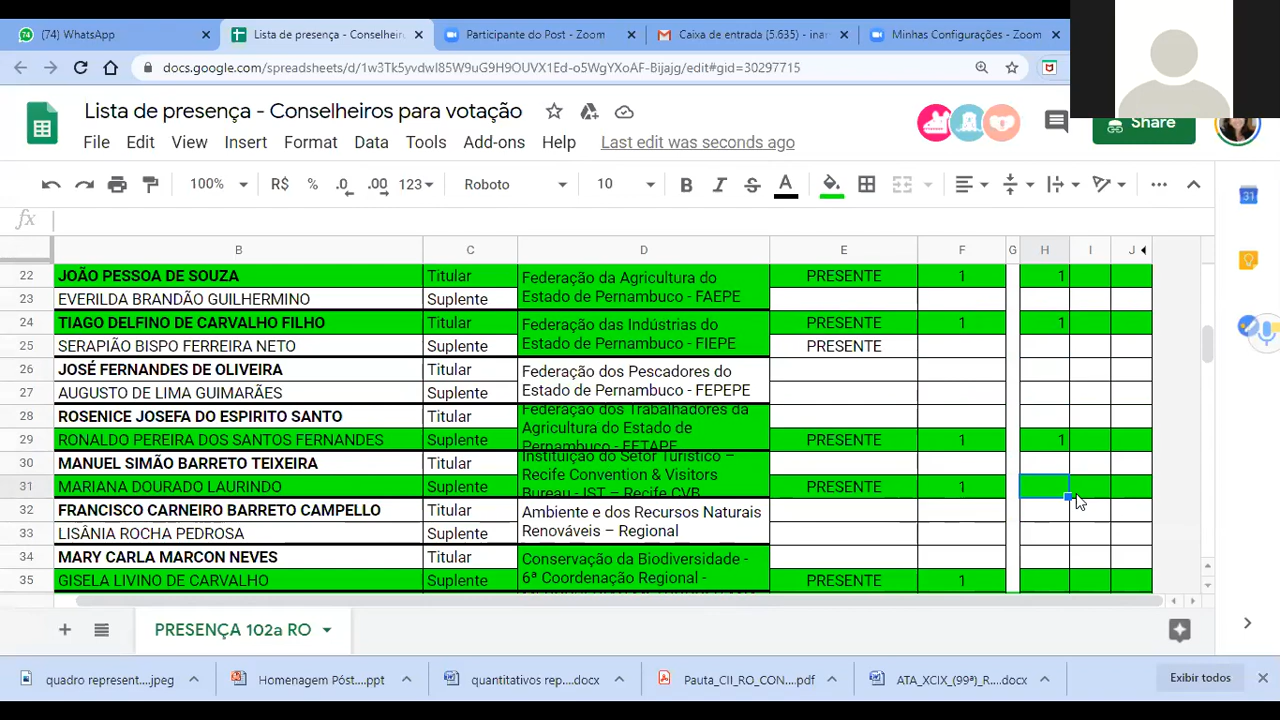 (74) WhatsApp
Lista de presença - Conselheiro
Participante do Post - Zoom
Caixa de entrada (5.635) - inar
Minhas Configurações - Zoom
docs.google.com/spreadsheets/d/1w3Tk5yvdwI85W9uG9H9OUVX1Ed-o5WgYXoAF-Bijajg/edit#gid=30297715
Lista de presença - Conselheiros para votação
Share
File Edit View Insert Format Data Tools Add-ons Help Last edit was seconds ago
100% R$ % .0 .00 123 Roboto 10 B I S A
fx
B C D E F G H I J
22 JOÃO PESSOA DE SOUZA Titular Federação da Agricultura do Estado de Pernambuco - FAEPE PRESENTE 1 1
23 EVERILDA BRANDÃO GUILHERMINO Suplente
24 TIAGO DELFINO DE CARVALHO FILHO Titular Federação das Indústrias do Estado de Pernambuco - FIEPE PRESENTE 1 1
25 SERAPIÃO BISPO FERREIRA NETO Suplente PRESENTE
26 JOSÉ FERNANDES DE OLIVEIRA Titular Federação dos Pescadores do Estado de Pernambuco - FEPEPE
27 AUGUSTO DE LIMA GUIMARÃES Suplente
28 ROSENICE JOSEFA DO ESPIRITO SANTO Titular Federação dos Trabalhadores da Agricultura do Estado de Pernambuco - FETAPE
29 RONALDO PEREIRA DOS SANTOS FERNANDES Suplente PRESENTE 1 1
30 MANUEL SIMÃO BARRETO TEIXEIRA Titular Instituição do Setor Turístico – Recife Convention & Visitors Bureau - IST – Recife CVB
31 MARIANA DOURADO LAURINDO Suplente PRESENTE 1
32 FRANCISCO CARNEIRO BARRETO CAMPELLO Titular Ambiente e dos Recursos Naturais Renováveis – Regional
33 LISÂNIA ROCHA PEDROSA Suplente
34 MARY CARLA MARCON NEVES Titular Conservação da Biodiversidade - 6ª Coordenação Regional -
35 GISELA LIVINO DE CARVALHO Suplente PRESENTE 1
PRESENÇA 102a RO
31
quadro represent....jpeg
Homenagem Póst....ppt
quantitativos rep....docx
Pauta_CII_RO_CON....pdf
ATA_XCIX_(99ª)_R....docx
Exibir todos